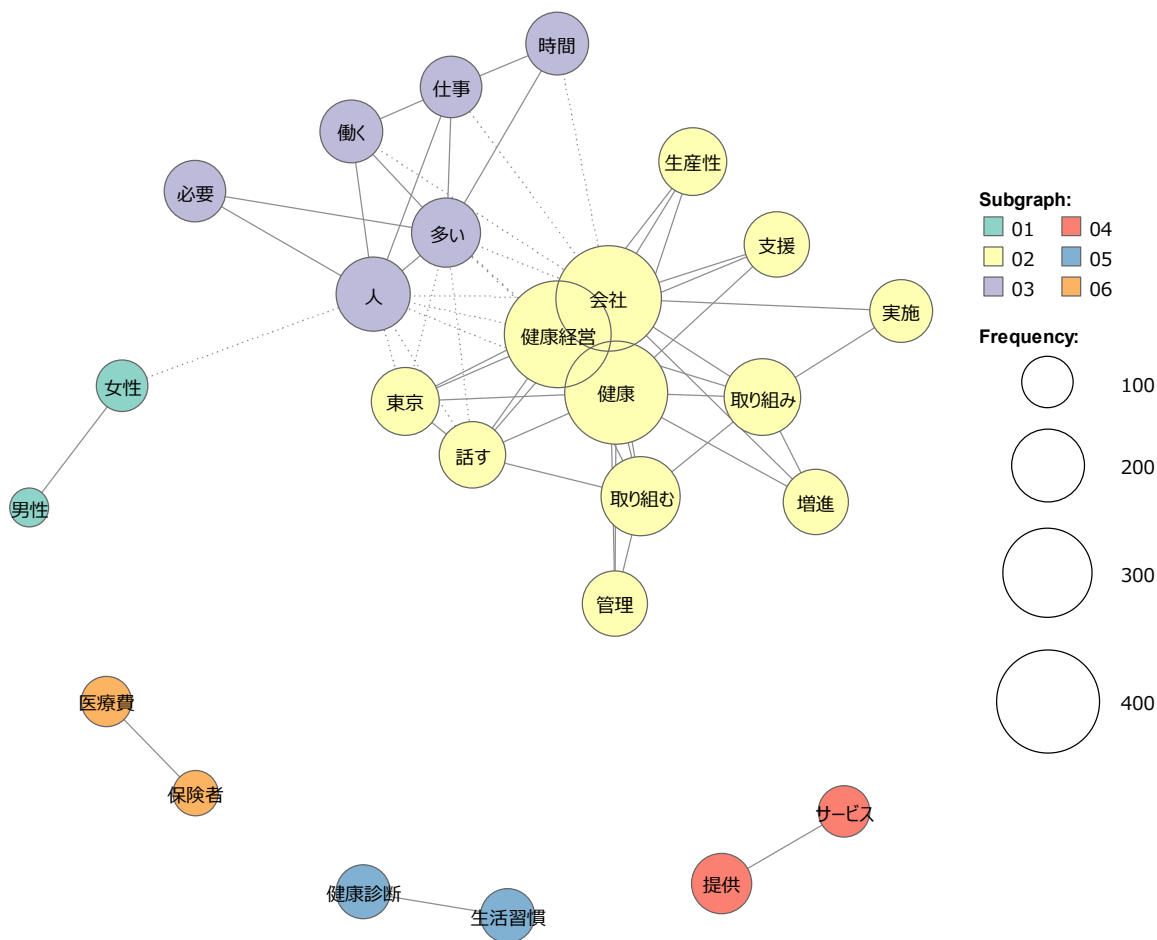 時間
仕事
働く
生産性
必要
多い
支援
人
会社
実施
健康経営
女性
健康
取り組み
東京
話す
男性
取り組む
増進
管理
医療費
保険者
サービス
提供
健康診断
生活習慣
Subgraph:
01 04
02 05
03 06
Frequency:
100
200
300
400